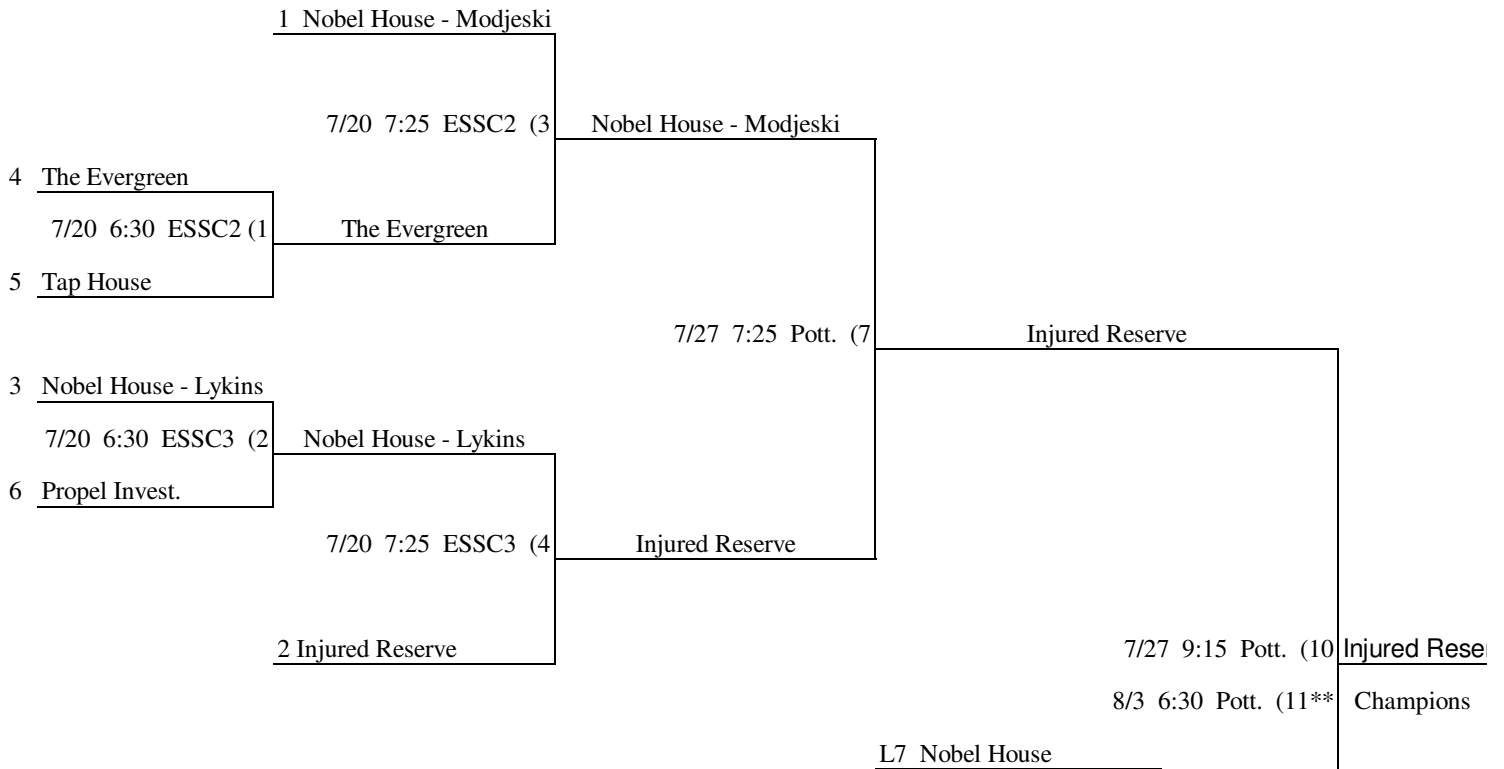 1 Nobel House - Modjeski
7/20 7:25 ESSC2 (3
Nobel House - Modjeski
4 The Evergreen
7/20 6:30 ESSC2 (1
The Evergreen
5 Tap House
7/27 7:25 Pott. (7
Injured Reserve
3 Nobel House - Lykins
7/20 6:30 ESSC3 (2
Nobel House - Lykins
6 Propel Invest.
7/20 7:25 ESSC3 (4
Injured Reserve
2 Injured Reserve
7/27 9:15 Pott. (10
Injured
8/3 6:30 Pott. (11**
Champions
L7 Nobel House